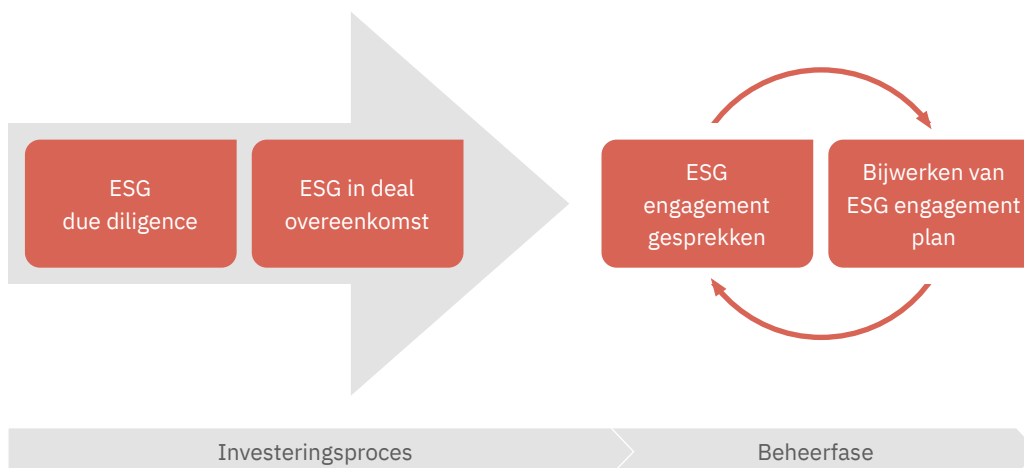 ESG
due diligence
ESG in deal
overeenkomst
ESG
engagement
gesprekken
Bijwerken van
ESG engagement
plan
Investeringsproces
Beheerfase